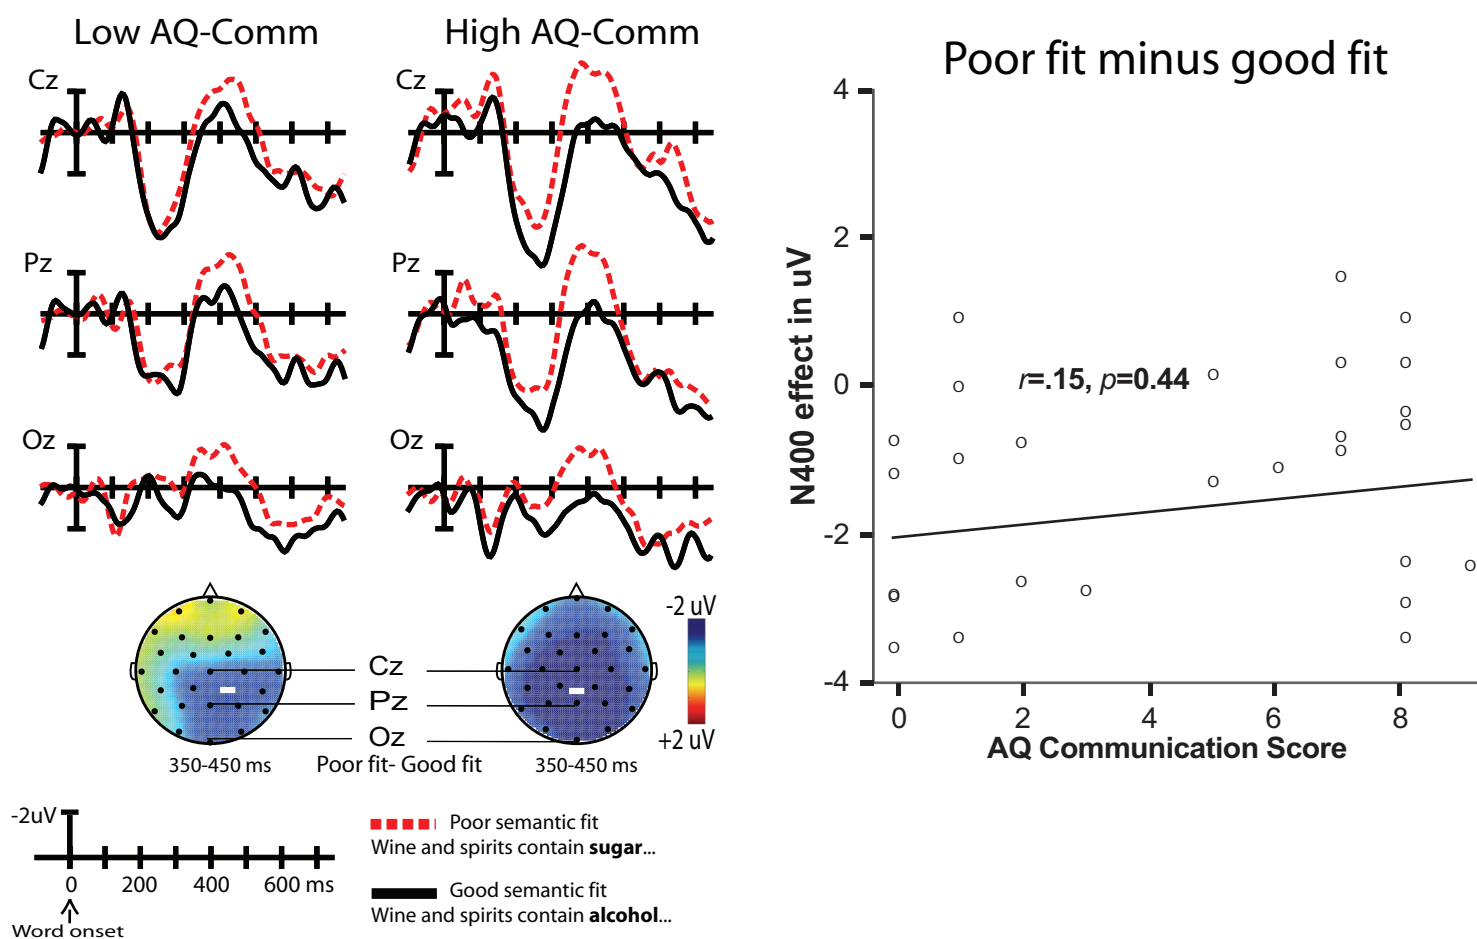 Low AQ-Comm
High AQ-Comm
Cz
Cz
Pz
Pz
Oz
Oz
-2 uV
+2 uV
Cz
Pz
Oz
350-450 ms
Poor fit- Good fit
350-450 ms
-2uV
0 200 400 600 ms
Word onset
Poor semantic fit
Wine and spirits contain sugar...
Good semantic fit
Wine and spirits contain alcohol...
Poor fit minus good fit
N400 effect in uV
4
2
0
-2
-4
r=.15, p=0.44
0 2 4 6 8
AQ Communication Score